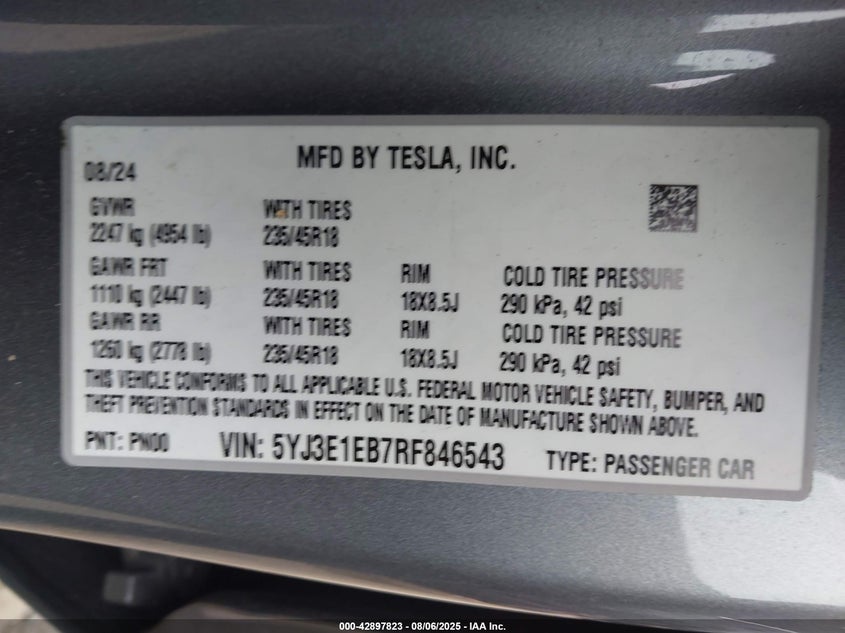 MFD BY TESLA, INC.
08/24
GVWR WITH TIRES
2247 kg (4954 lb) 235/45R18
GAWR FRT WITH TIRES RIM COLD TIRE PRESSURE
1110 kg (2447 lb) 235/45R18 18X8.5J 290 kPa, 42 psi
GAWR RR WITH TIRES RIM COLD TIRE PRESSURE
1260 kg (2778 lb) 235/45R18 18X8.5J 290 kPa, 42 psi
THIS VEHICLE CONFORMS TO ALL APPLICABLE U.S. FEDERAL MOTOR VEHICLE SAFETY, BUMPER, AND
THEFT PREVENTION STANDARDS IN EFFECT ON THE DATE OF MANUFACTURE SHOWN ABOVE.
PNT: PN00 VIN: 5YJ3E1EB7RF846543 TYPE: PASSENGER CAR
000-42897823 - 08/06/2025 - IAA Inc.